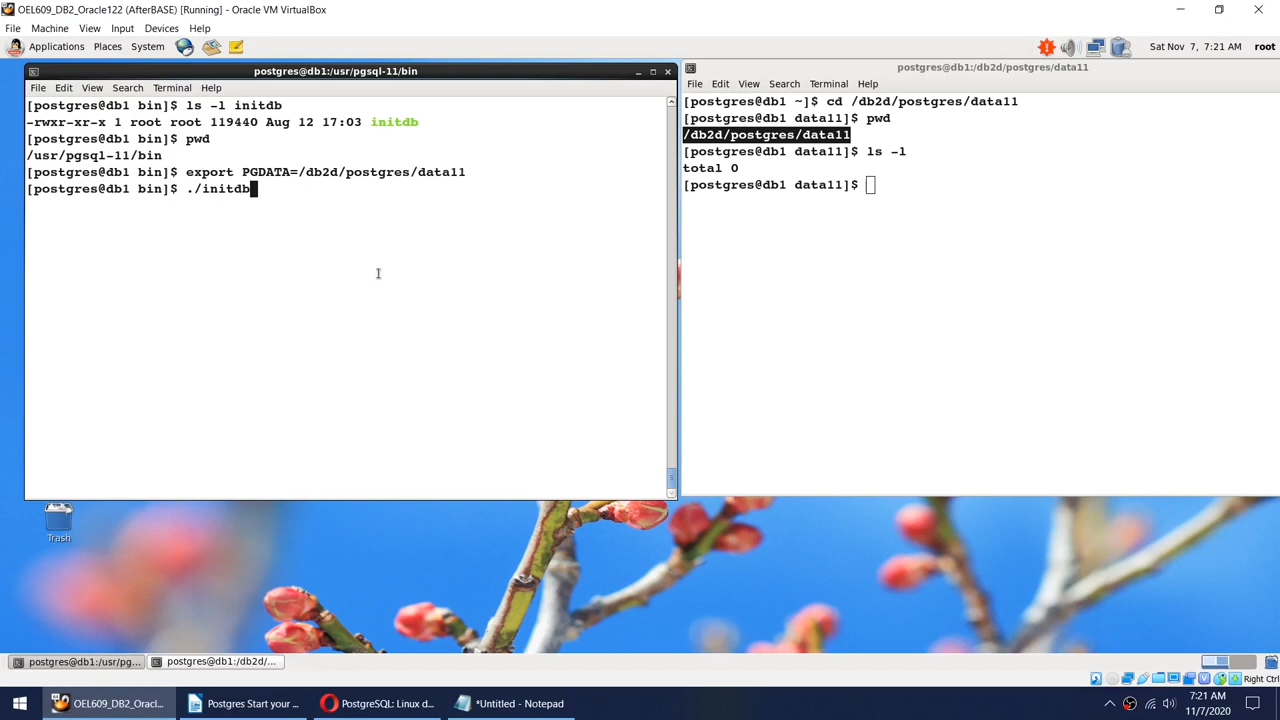 OEL609_DB2_Oracle122 (AfterBASE) [Running] - Oracle VM VirtualBox
File Machine View Input Devices Help
Applications Places System Sat Nov 7, 7:21 AM root
postgres@db1:/usr/pgsql-11/bin
File Edit View Search Terminal Help
[postgres@db1 bin]$ ls -l initdb
-rwxr-xr-x 1 root root 119440 Aug 12 17:03 initdb
[postgres@db1 bin]$ pwd
/usr/pgsql-11/bin
[postgres@db1 bin]$ export PGDATA=/db2d/postgres/data11
[postgres@db1 bin]$ ./initdb
postgres@db1:/db2d/postgres/data11
File Edit View Search Terminal Help
[postgres@db1 ~]$ cd /db2d/postgres/data11
[postgres@db1 data11]$ pwd
/db2d/postgres/data11
[postgres@db1 data11]$ ls -l
total 0
[postgres@db1 data11]$
Trash
postgres@db1:/usr/pg... postgres@db1:/db2d/...
Right Ctrl
OEL609_DB2_Oracl... Postgres Start your ... PostgreSQL: Linux d... *Untitled - Notepad
7:21 AM
11/7/2020